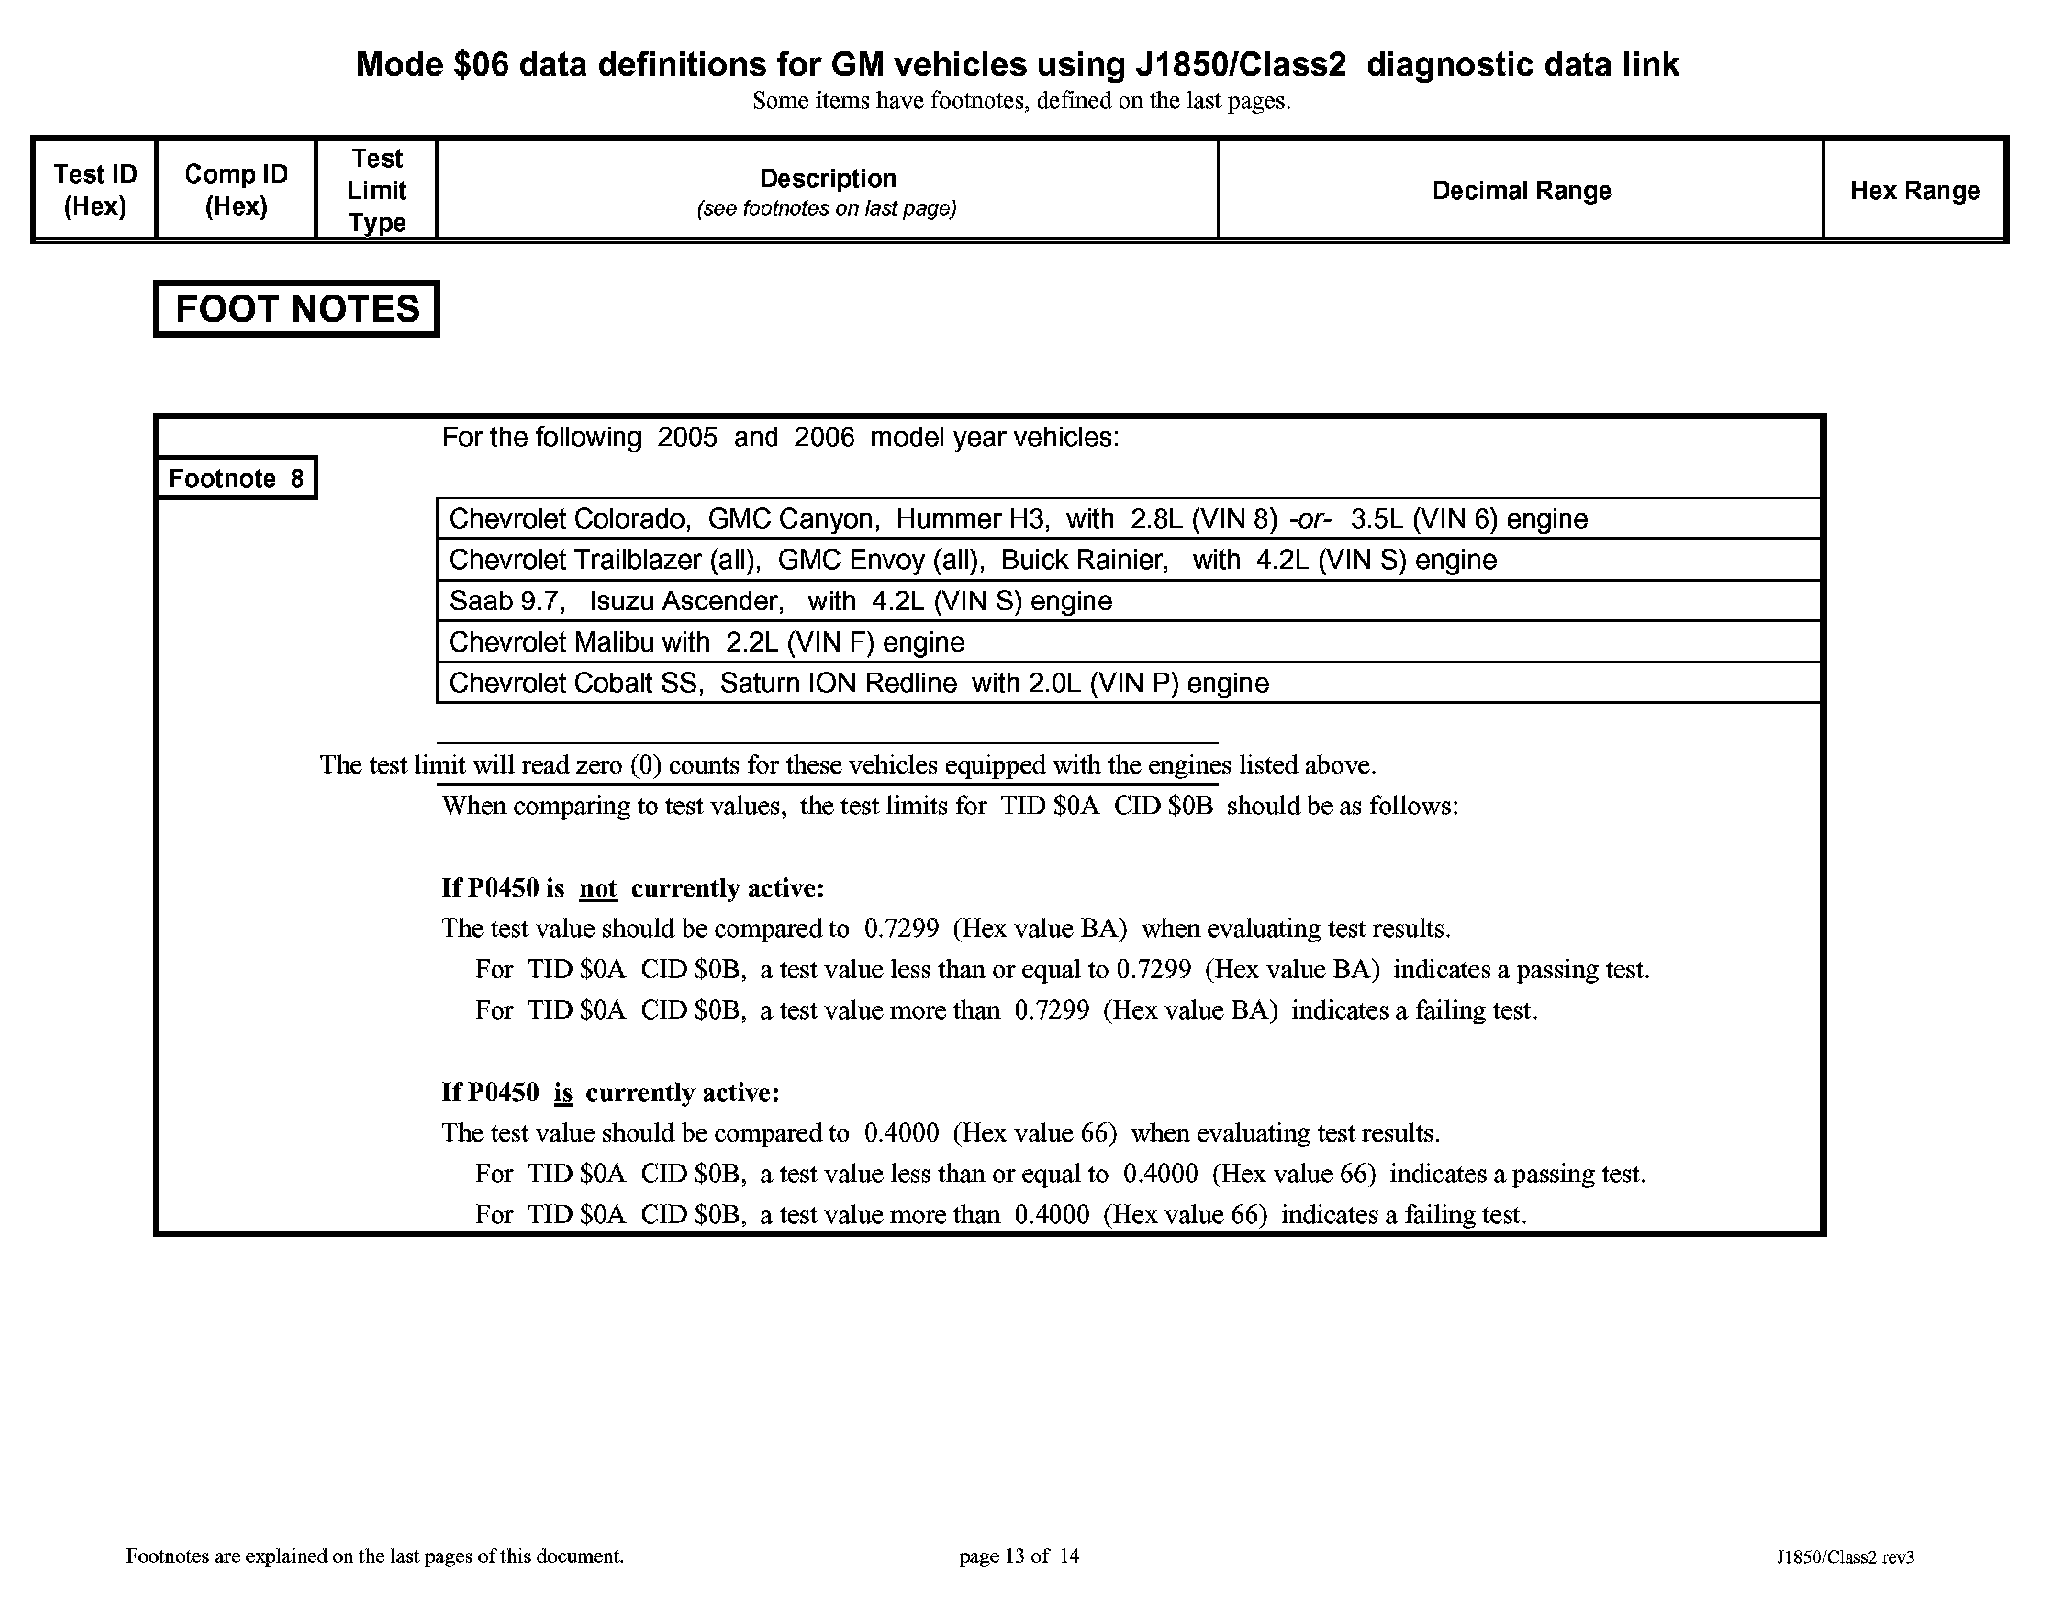 Mode $06 data definitions for GM vehicles using J1850/Class2 diagnostic data link
Some items have footnotes, defined on the last pages.
Test ID (Hex)
Comp ID (Hex)
Test Limit Type
Description
(see footnotes on last page)
Decimal Range
Hex Range
FOOT NOTES
For the following 2005 and 2006 model year vehicles:
Footnote 8
Chevrolet Colorado, GMC Canyon, Hummer H3, with 2.8L (VIN 8) -or- 3.5L (VIN 6) engine
Chevrolet Trailblazer (all), GMC Envoy (all), Buick Rainier, with 4.2L (VIN S) engine
Saab 9.7, Isuzu Ascender, with 4.2L (VIN S) engine
Chevrolet Malibu with 2.2L (VIN F) engine
Chevrolet Cobalt SS, Saturn ION Redline with 2.0L (VIN P) engine
The test limit will read zero (0) counts for these vehicles equipped with the engines listed above.
When comparing to test values, the test limits for TID $0A CID $0B should be as follows:
If P0450 is not currently active:
The test value should be compared to 0.7299 (Hex value BA) when evaluating test results.
For TID $0A CID $0B, a test value less than or equal to 0.7299 (Hex value BA) indicates a passing test.
For TID $0A CID $0B, a test value more than 0.7299 (Hex value BA) indicates a failing test.
If P0450 is currently active:
The test value should be compared to 0.4000 (Hex value 66) when evaluating test results.
For TID $0A CID $0B, a test value less than or equal to 0.4000 (Hex value 66) indicates a passing test.
For TID $0A CID $0B, a test value more than 0.4000 (Hex value 66) indicates a failing test.
Footnotes are explained on the last pages of this document.
page 13 of 14
J1850/Class2 rev3